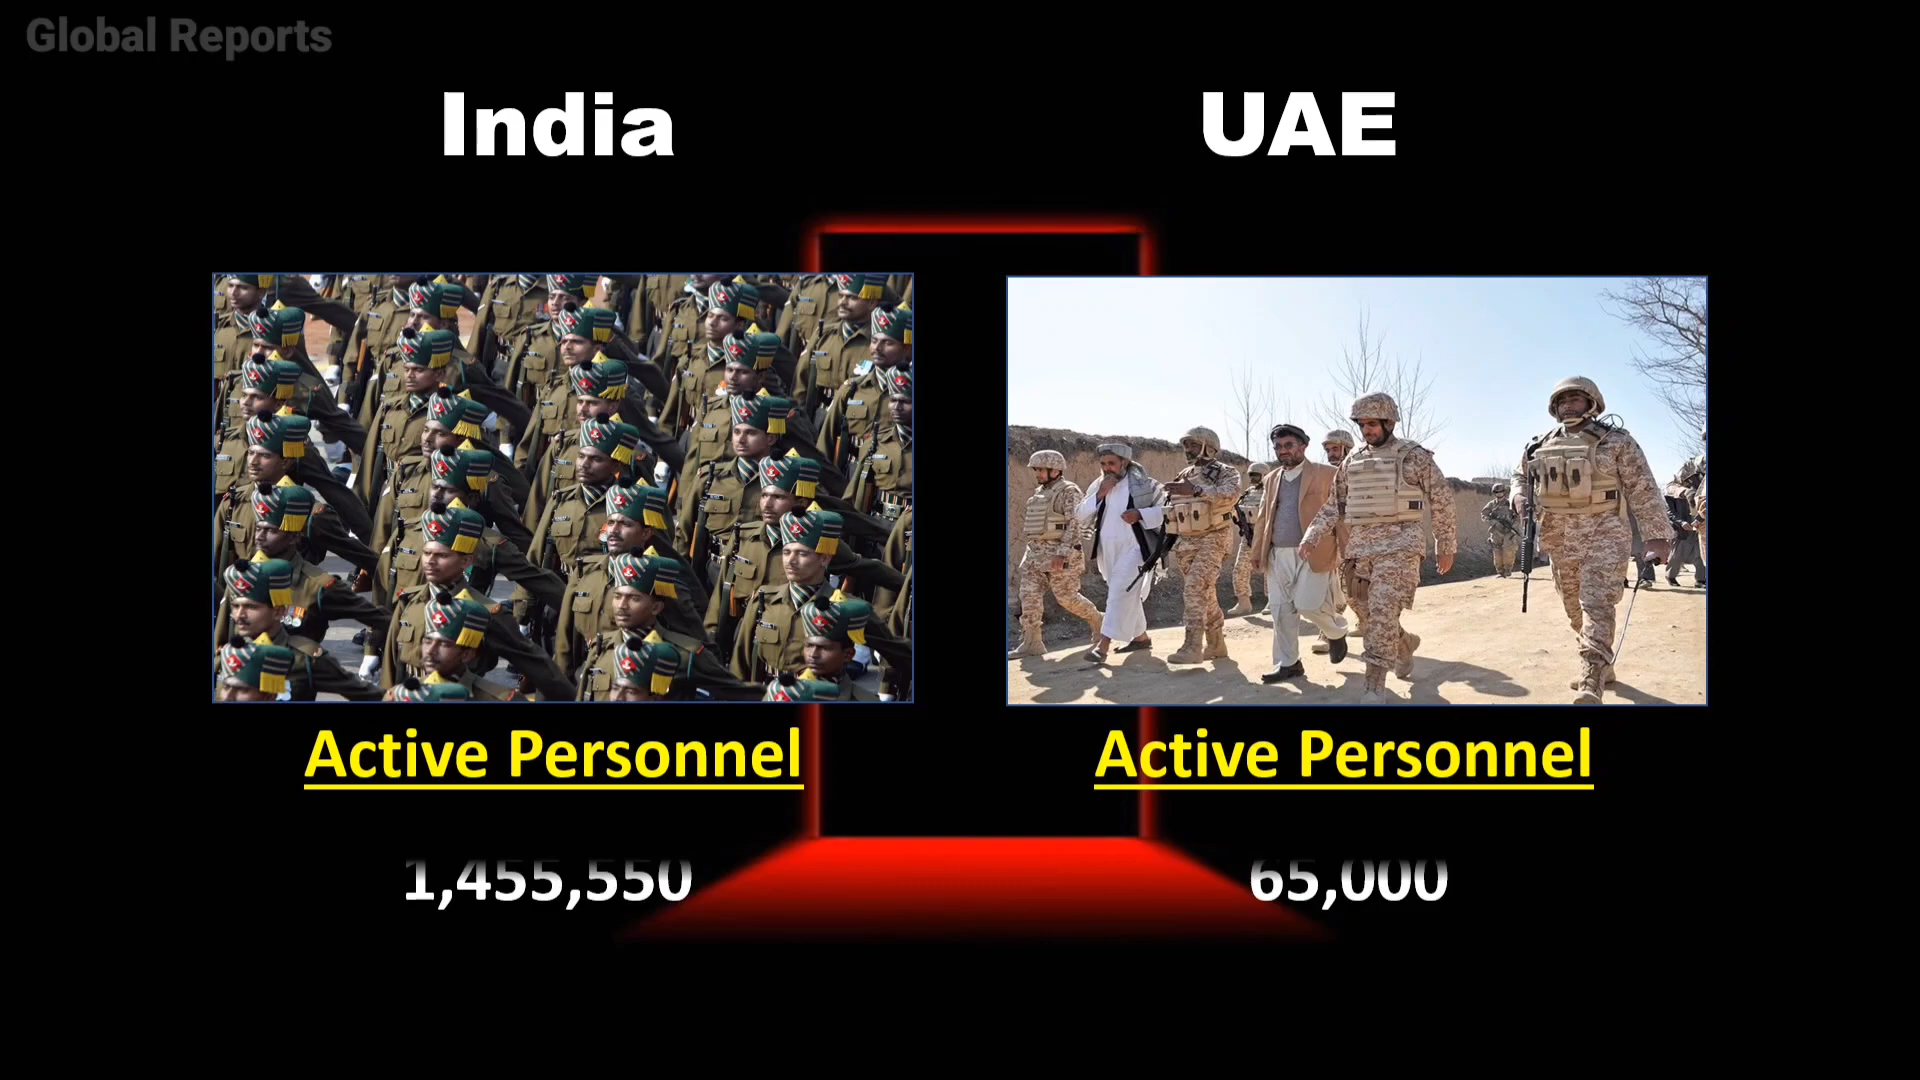 Global Reports
India
UAE
Active Personnel
Active Personnel
1,455,550
65,000